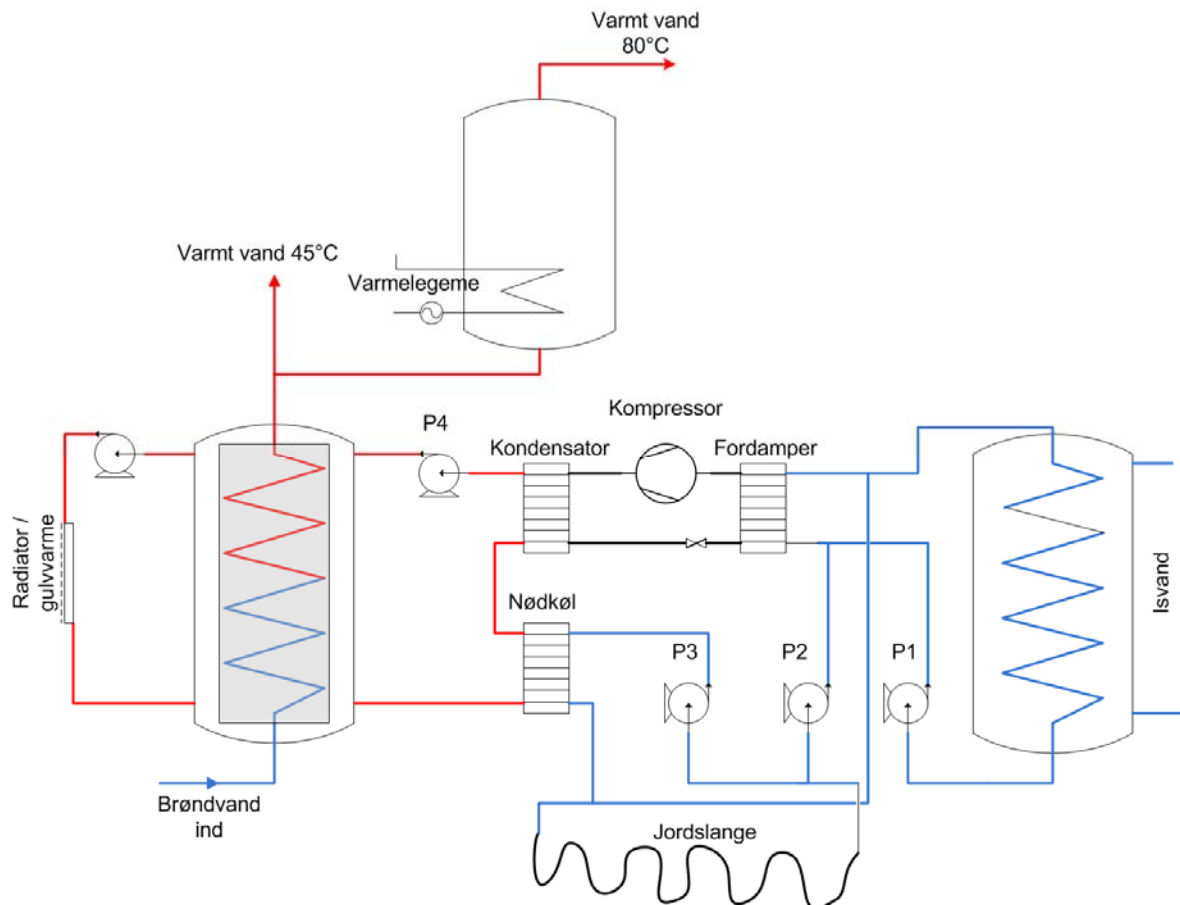 Varmt vand
80°C
Varmt vand 45°C
Varmelegeme
P4
Kompressor
Kondensator
Fordamper
Radiator /
gulvvarme
Nødkøl
P3
P2
P1
Isvand
Brøndvand
ind
Jordslange